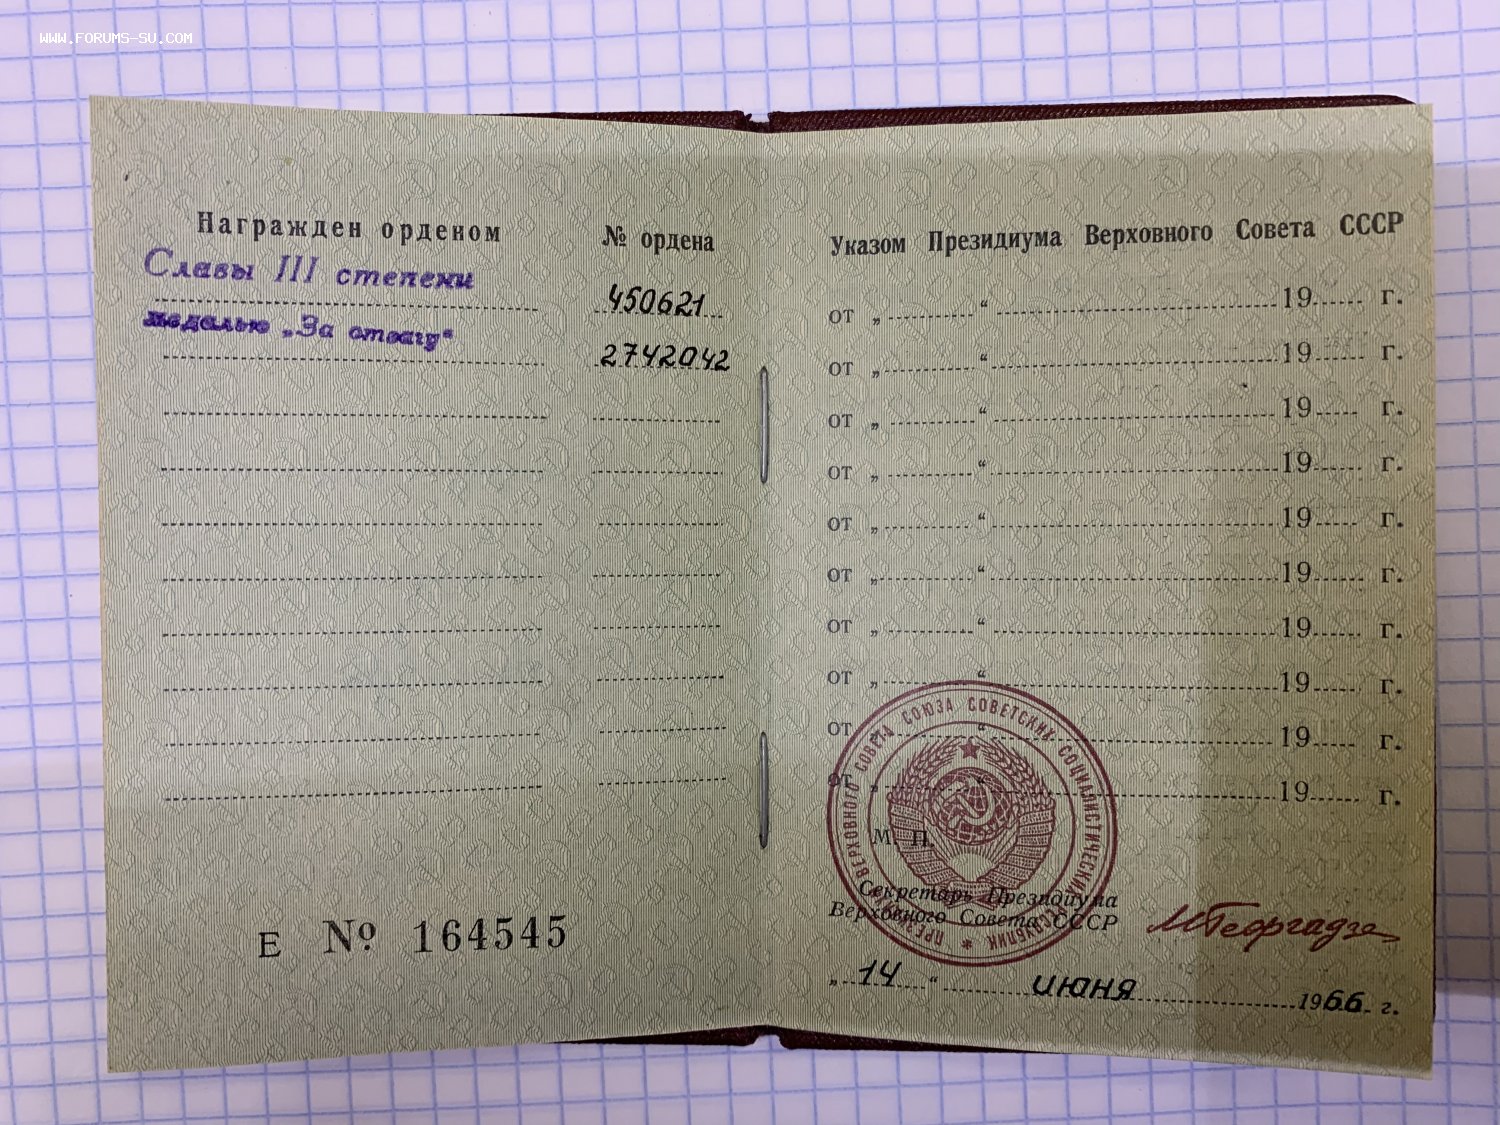 WWW.FORUMS-SU.COM
Награжден орденом № ордена
Славы III степени 450621
медалью „За отвагу“ 2742042
Е № 164545
Указом Президиума Верховного Совета СССР
от „ “ 19 г.
от „ “ 19 г.
от „ “ 19 г.
от „ “ 19 г.
от „ “ 19 г.
от „ “ 19 г.
от „ “ 19 г.
от „ “ 19 г.
от „ “ 19 г.
от „ “ 19 г.
ПРЕЗИДИУМ ВЕРХОВНОГО СОВЕТА СОЮЗА СОВЕТСКИХ СОЦИАЛИСТИЧЕСКИХ РЕСПУБЛИК
М. П.
Секретарь Президиума
Верховного Совета СССР МГеоргадзе
„ 14 “ июня 1966 г.